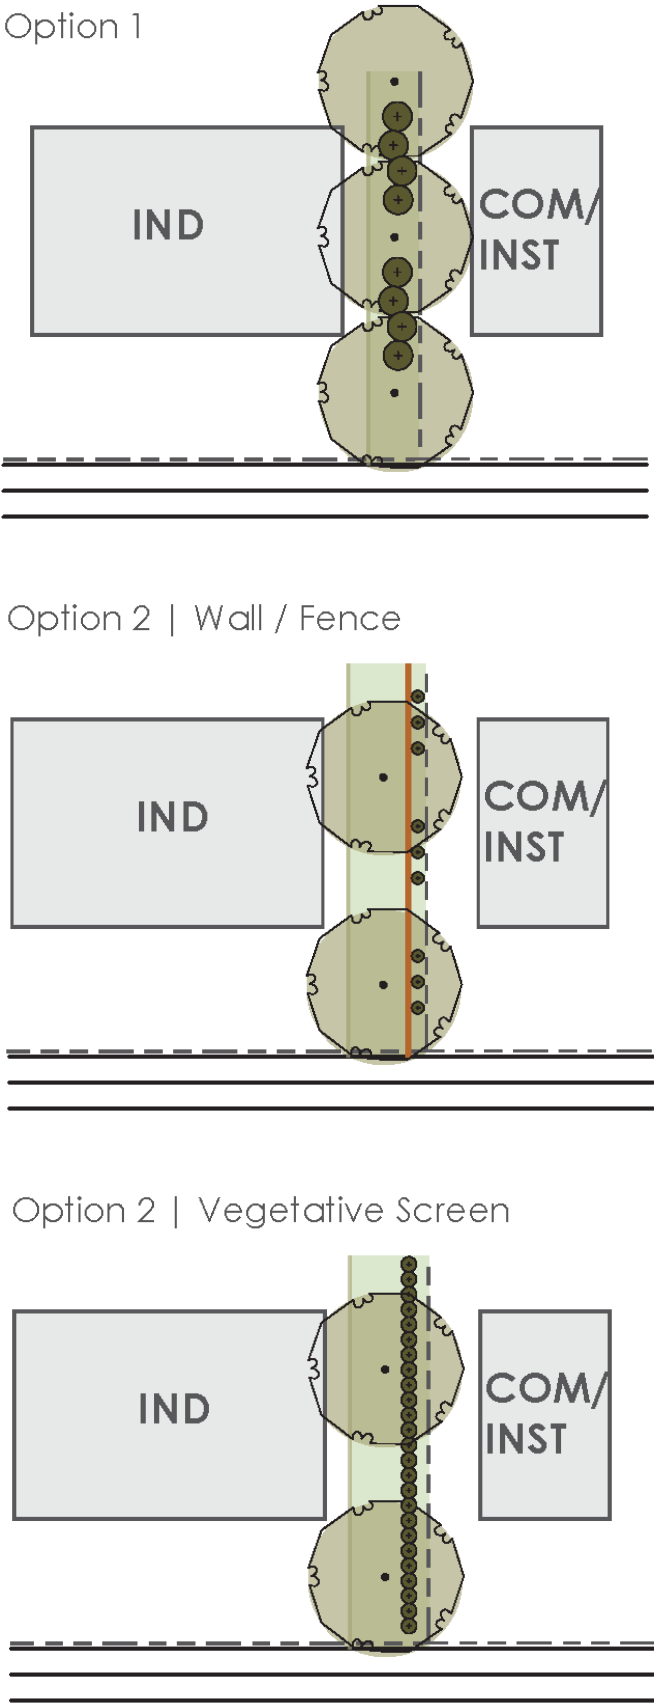 Option 1
IND
COM/
INST
Option 2 | Wall / Fence
IND
COM/
INST
Option 2 | Vegetative Screen
IND
COM/
INST